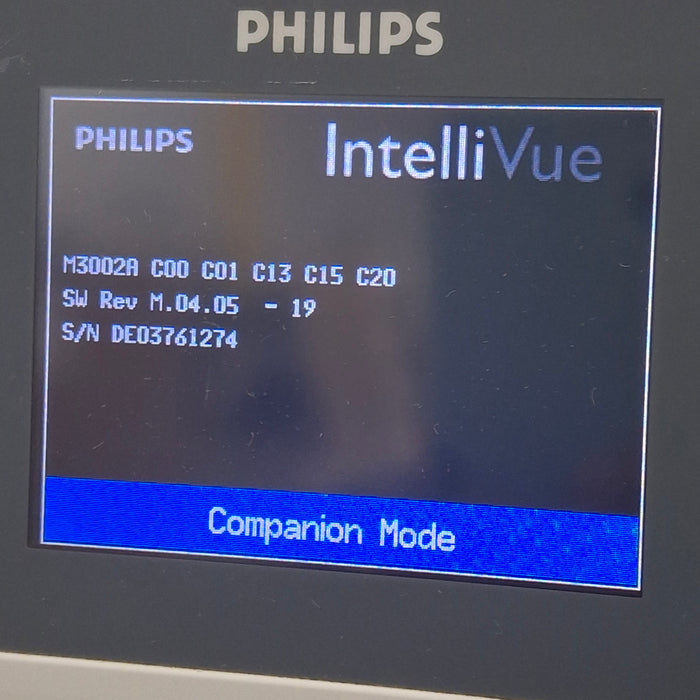 PHILIPS
PHILIPS IntelliVue
M3002A C00 C01 C13 C15 C20
SW Rev M.04.05 - 19
S/N DE03761274
Companion Mode